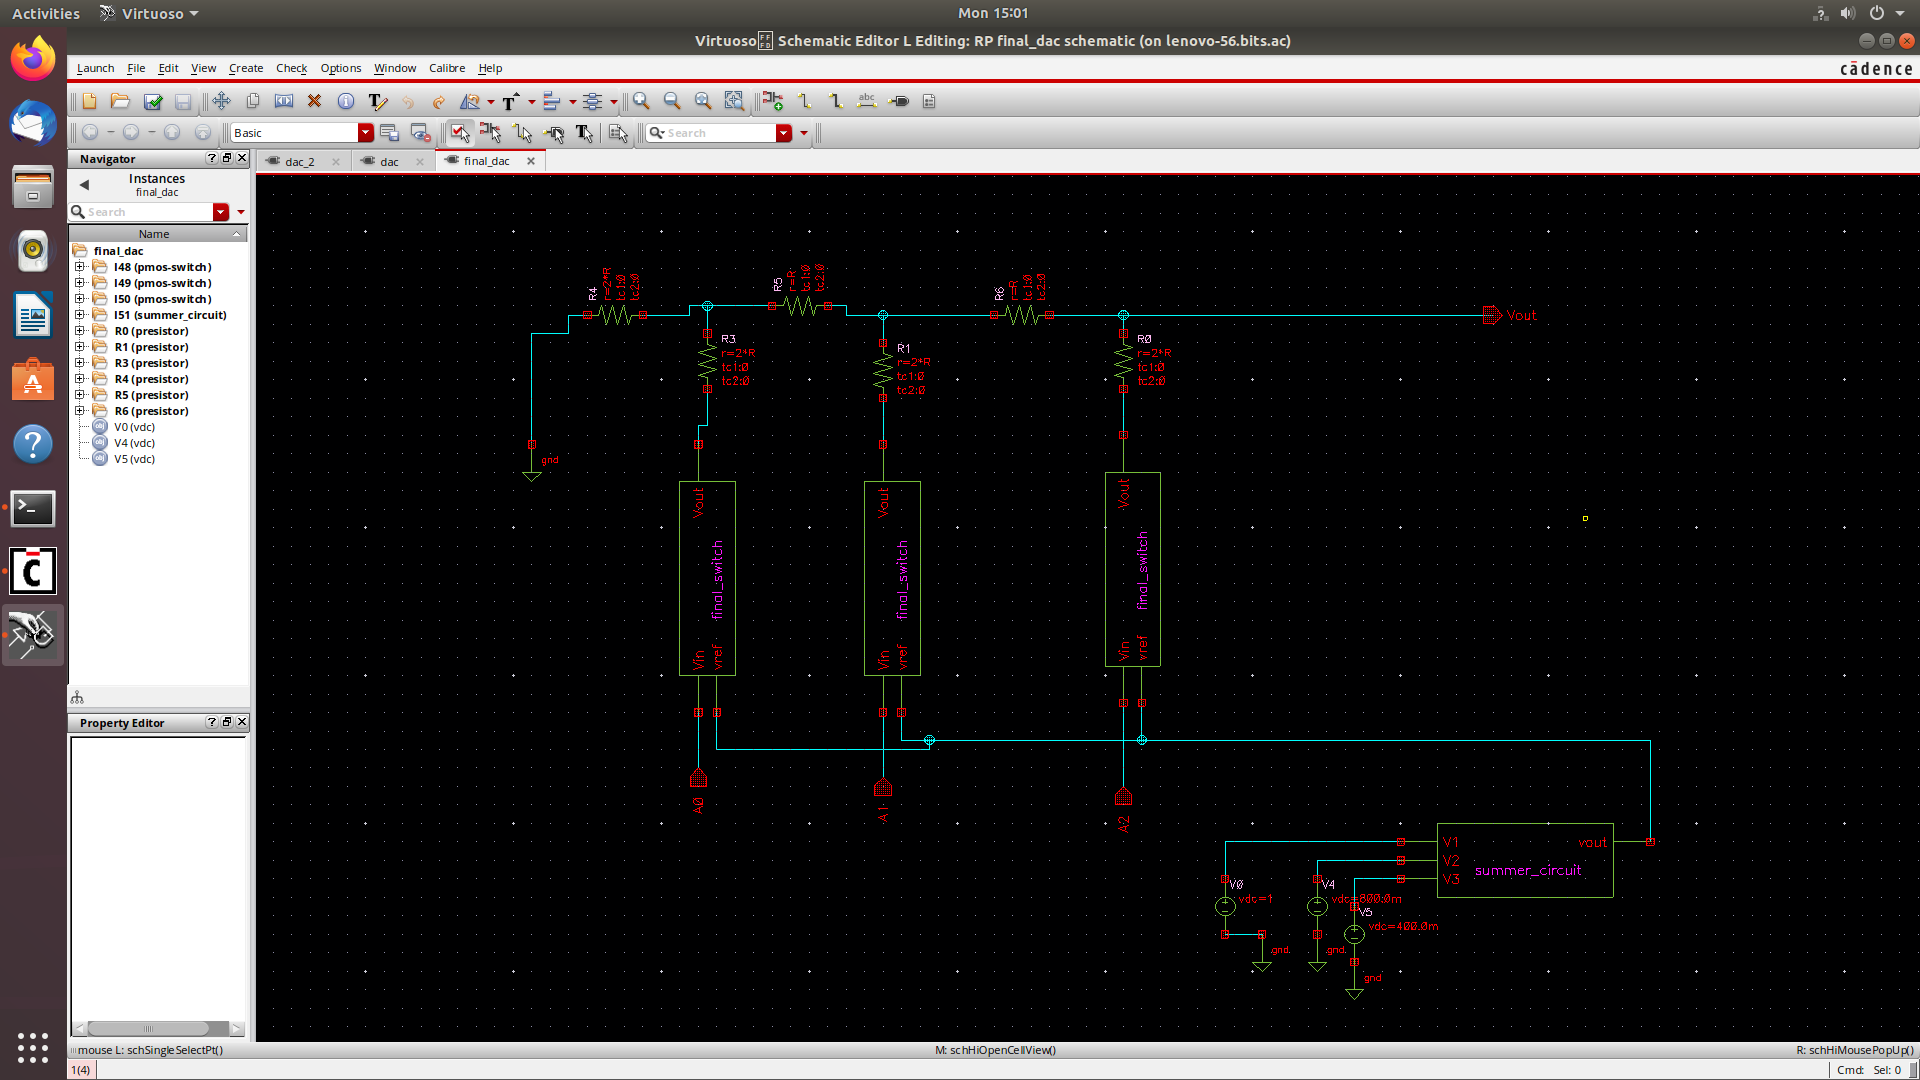 Activities
Virtuoso
Mon 15:01
Virtuoso Schematic Editor L Editing: RP final_dac schematic (on lenovo-56.bits.ac)
Launch File Edit View Create Check Options Window Calibre Help
cādence
Basic
Search
Navigator
Instances
final_dac
Search
Name
final_dac
I48 (pmos-switch)
I49 (pmos-switch)
I50 (pmos-switch)
I51 (summer_circuit)
R0 (presistor)
R1 (presistor)
R3 (presistor)
R4 (presistor)
R5 (presistor)
R6 (presistor)
V0 (vdc)
V4 (vdc)
V5 (vdc)
Property Editor
dac_2
dac
final_dac
R4
r=2*R
tc1:0
tc2:0
R5
r=R
tc1:0
tc2:0
R6
r=R
tc1:0
tc2:0
Vout
R3
r=2*R
tc1:0
tc2:0
R1
r=2*R
tc1:0
tc2:0
R0
r=2*R
tc1:0
tc2:0
gnd
Vout
final_switch
Vin
vref
Vout
final_switch
Vin
vref
Vout
final_switch
Vin
vref
A0
A1
A2
V1
V2
V3
vout
summer_circuit
V0
vdc=1
gnd
V4
vdc=800.0m
gnd
V5
vdc=400.0m
gnd
mouse L: schSingleSelectPt()
M: schHiOpenCellView()
R: schHiMousePopUp()
1(4)
Cmd: Sel: 0